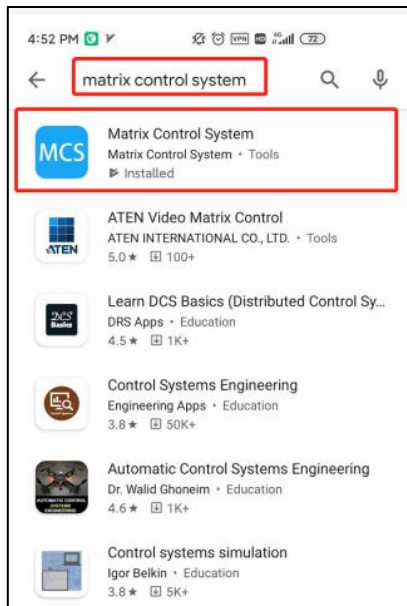 4:52 PM VPN HD 4G 72
matrix control system
MCS
Matrix Control System
Matrix Control System • Tools
Installed
ATEN
ATEN Video Matrix Control
ATEN INTERNATIONAL CO., LTD. • Tools
5.0 ★ 100+
DCS
Basics
Learn DCS Basics (Distributed Control Sy...
DRS Apps • Education
4.5 ★ 1K+
Control Systems Engineering
Engineering Apps • Education
3.8 ★ 50K+
AUTOMATIC CONTROL
SYSTEMS
ENGINEERING
Automatic Control Systems Engineering
Dr. Walid Ghoneim • Education
4.6 ★ 1K+
Control systems simulation
Igor Belkin • Education
3.8 ★ 5K+